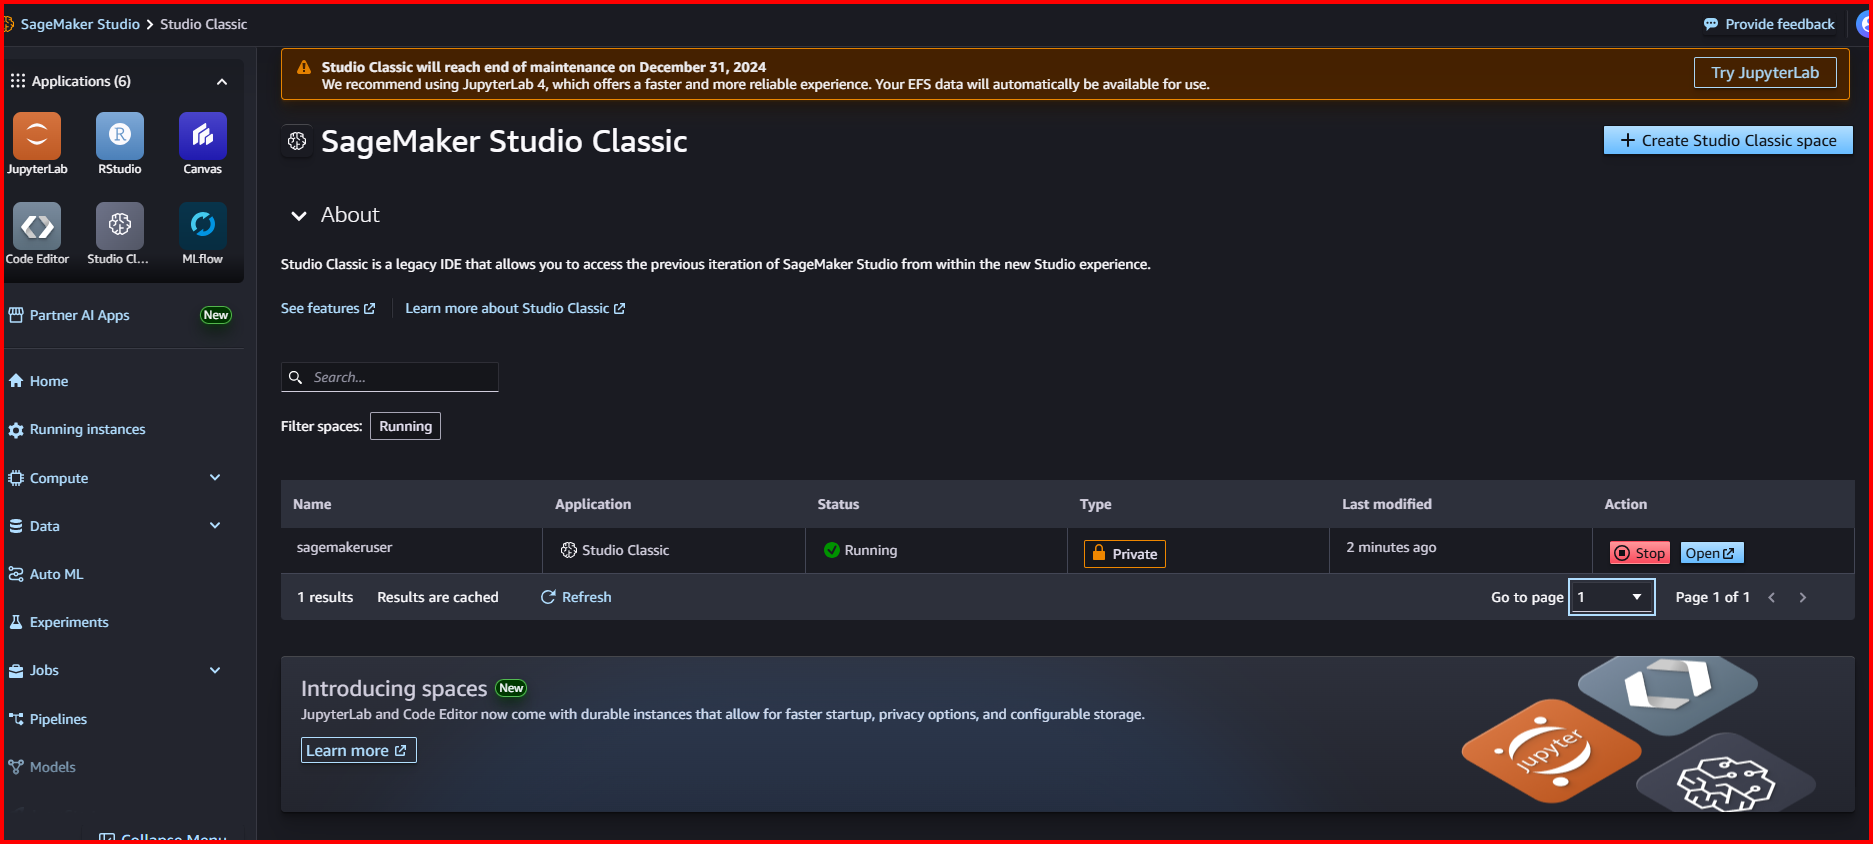 SageMaker Studio > Studio Classic
Provide feedback
Applications (6)
JupyterLab
RStudio
Canvas
Code Editor
Studio Cl...
MLflow
Partner AI Apps
New
Home
Running instances
Compute
Data
Auto ML
Experiments
Jobs
Pipelines
Models
Collapse Menu
Studio Classic will reach end of maintenance on December 31, 2024
We recommend using JupyterLab 4, which offers a faster and more reliable experience. Your EFS data will automatically be available for use.
Try JupyterLab
SageMaker Studio Classic
+ Create Studio Classic space
About
Studio Classic is a legacy IDE that allows you to access the previous iteration of SageMaker Studio from within the new Studio experience.
See features
Learn more about Studio Classic
Search...
Filter spaces: Running
Name Application Status Type Last modified Action
sagemakeruser Studio Classic Running Private 2 minutes ago Stop Open
1 results Results are cached Refresh Go to page 1 Page 1 of 1 < >
Introducing spaces New
JupyterLab and Code Editor now come with durable instances that allow for faster startup, privacy options, and configurable storage.
Learn more
jupyter